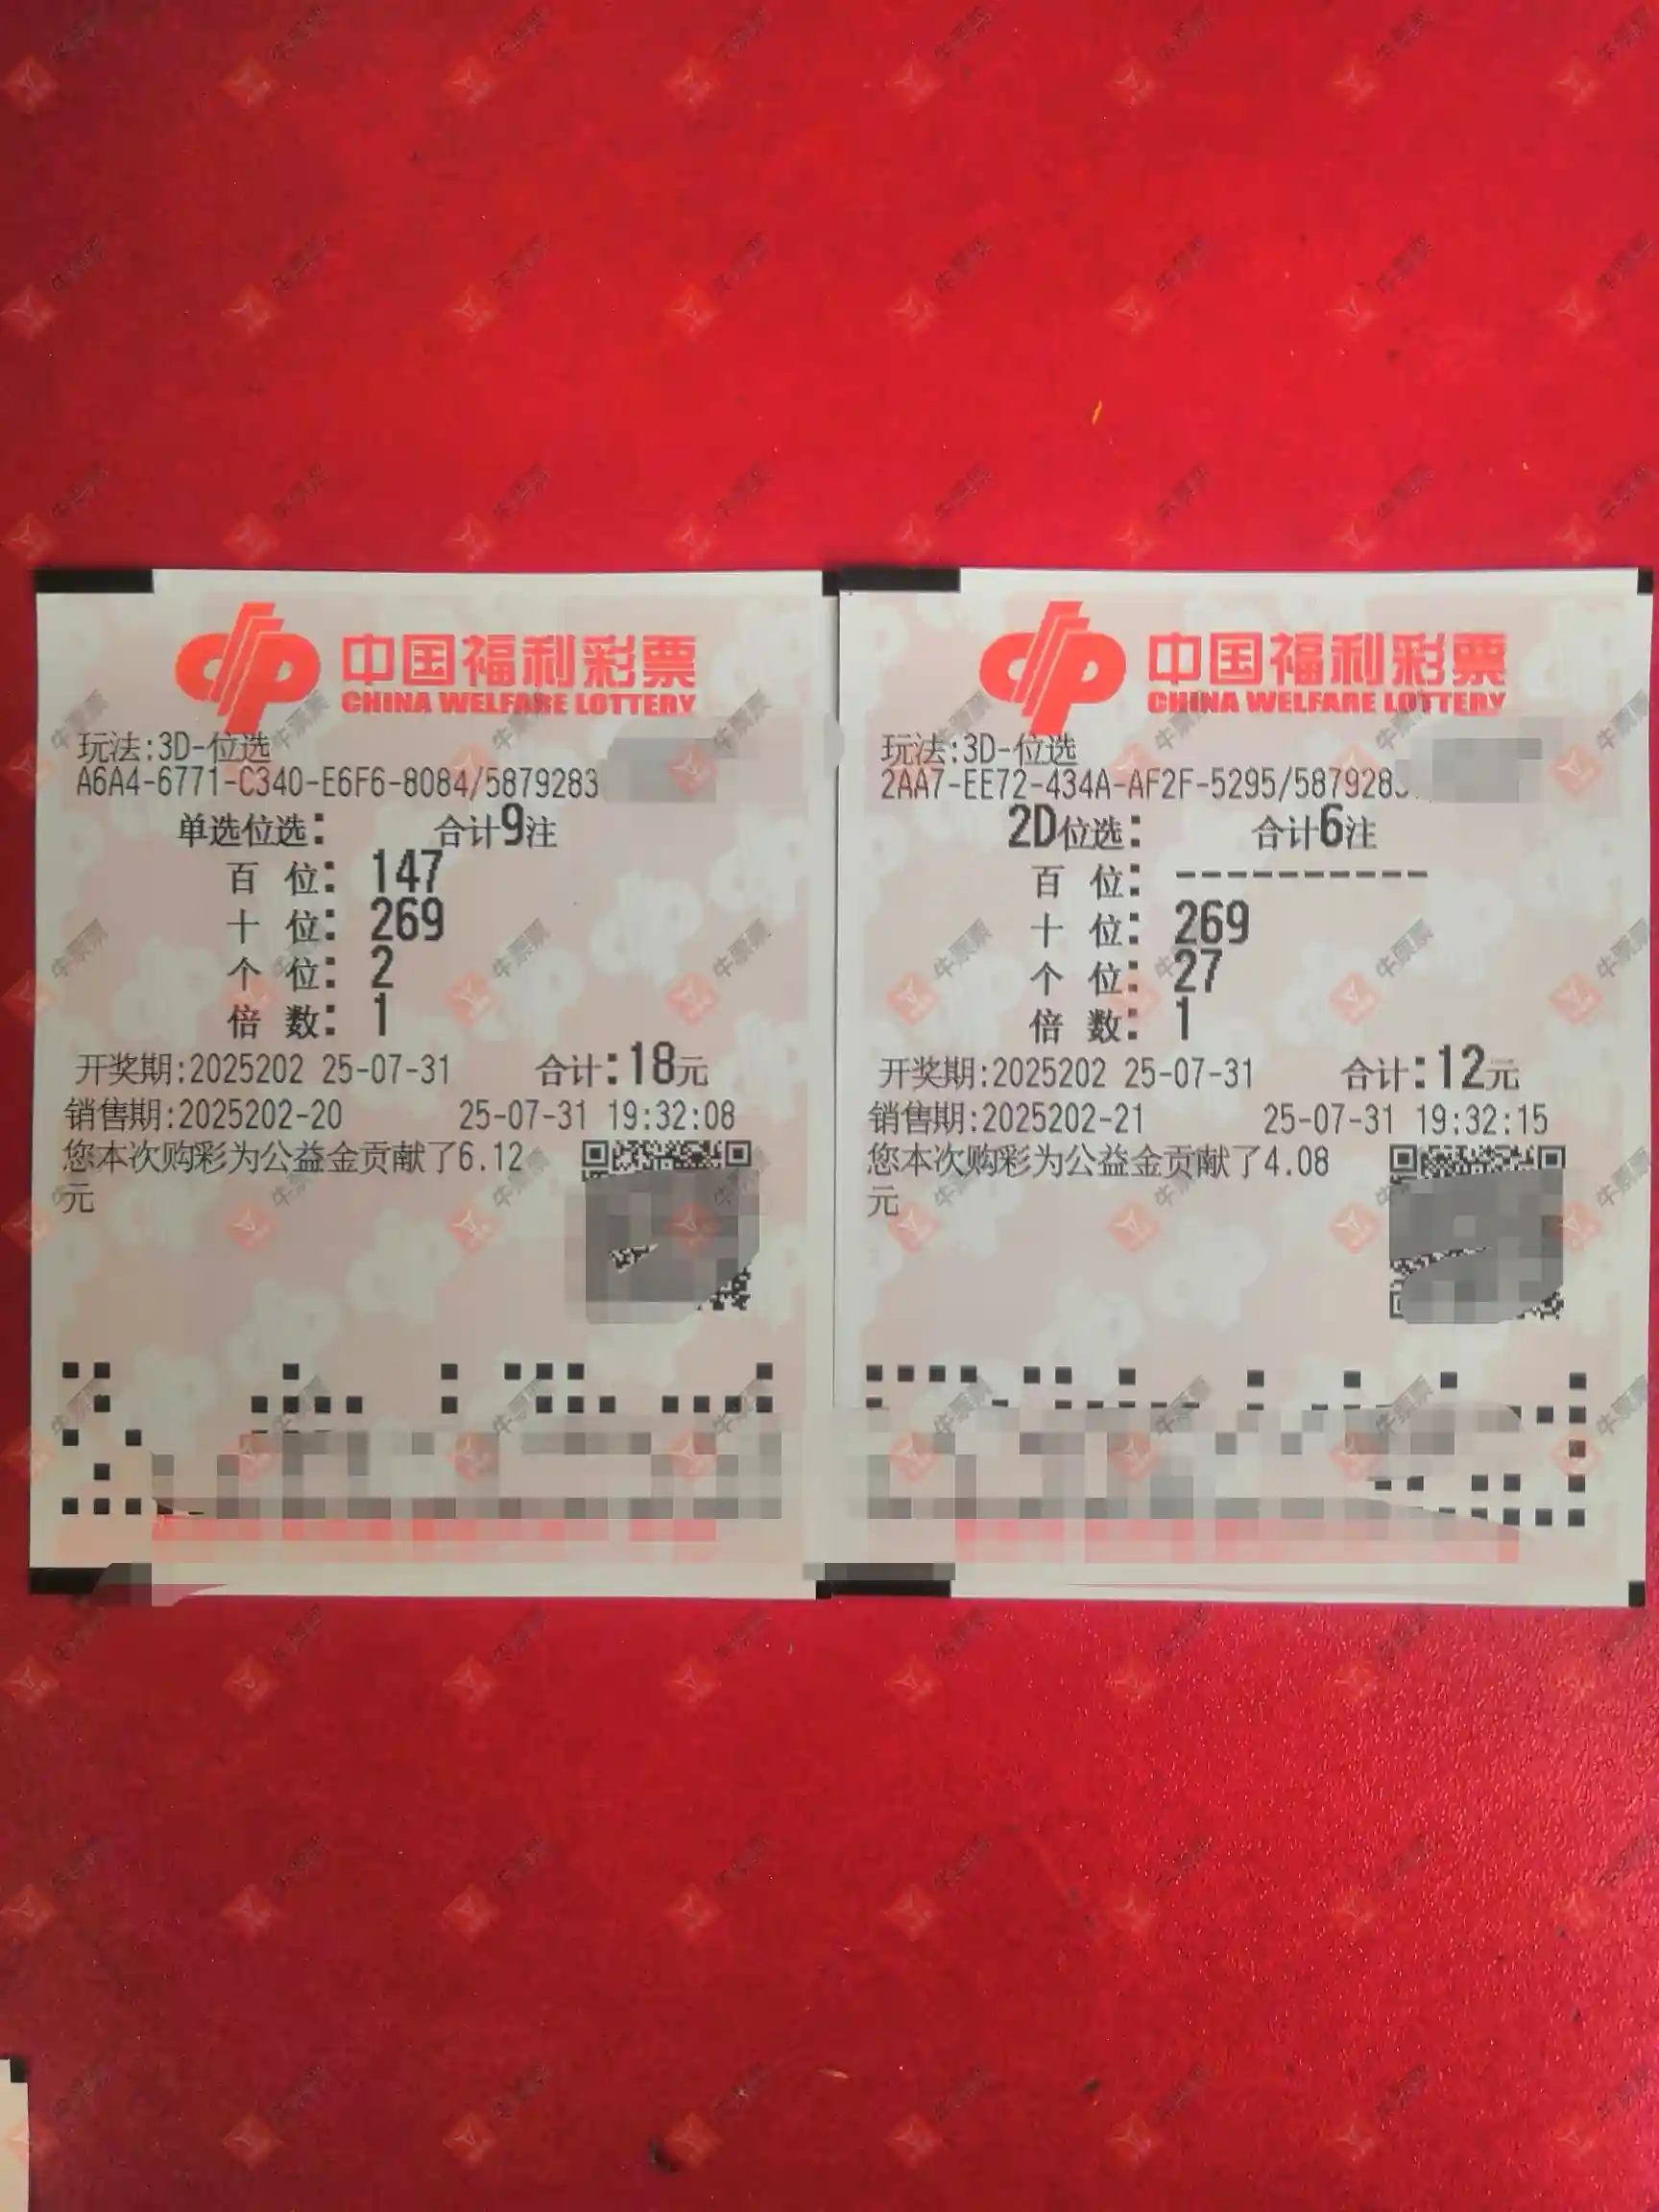 中国福利彩票
CHINA WELFARE LOTTERY
玩法:3D-位选
A6A4-6771-C340-E6F6-8084/5879283
单选位选: 合计9注
百 位: 147
十 位: 269
个 位: 2
倍 数: 1
开奖期:2025202 25-07-31 合计:18元
销售期:2025202-20 25-07-31 19:32:08
您本次购彩为公益金贡献了6.12
元
中国福利彩票
CHINA WELFARE LOTTERY
玩法:3D-位选
2AA7-EE72-434A-AF2F-5295/587928
2D位选: 合计6注
百 位: ----------
十 位: 269
个 位: 27
倍 数: 1
开奖期:2025202 25-07-31 合计:12元
销售期:2025202-21 25-07-31 19:32:15
您本次购彩为公益金贡献了4.08
元
牛票票